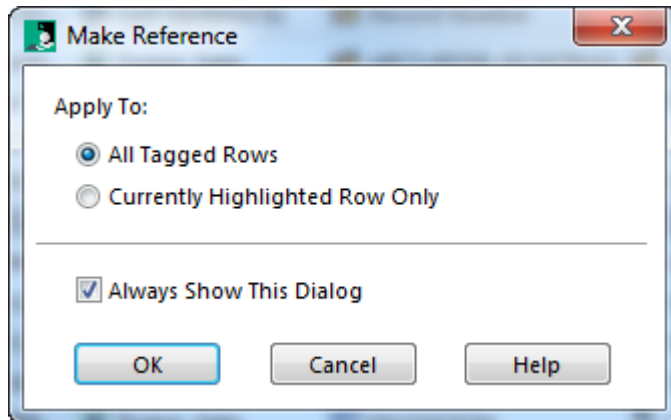 Make Reference
Apply To:
All Tagged Rows
Currently Highlighted Row Only
Always Show This Dialog
OK Cancel Help